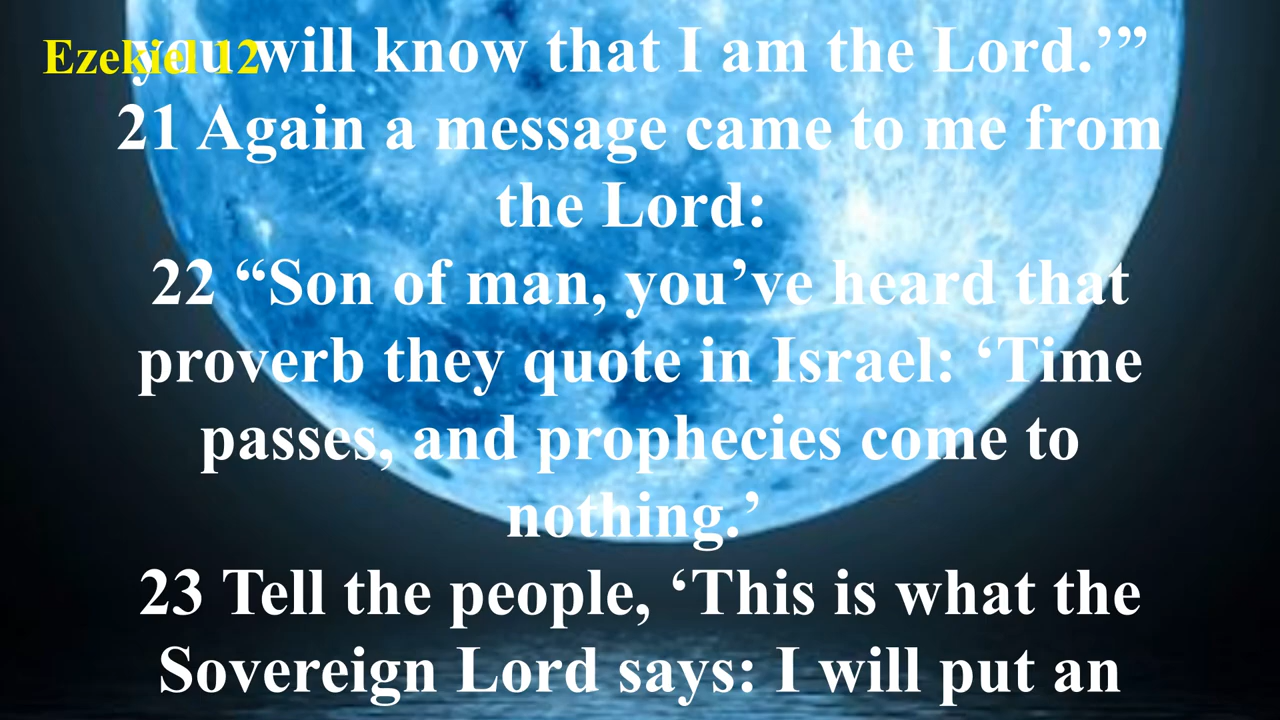 Ezekiel 12
you will know that I am the Lord.’”
21 Again a message came to me from
the Lord:
22 “Son of man, you’ve heard that
proverb they quote in Israel: ‘Time
passes, and prophecies come to
nothing.’
23 Tell the people, ‘This is what the
Sovereign Lord says: I will put an